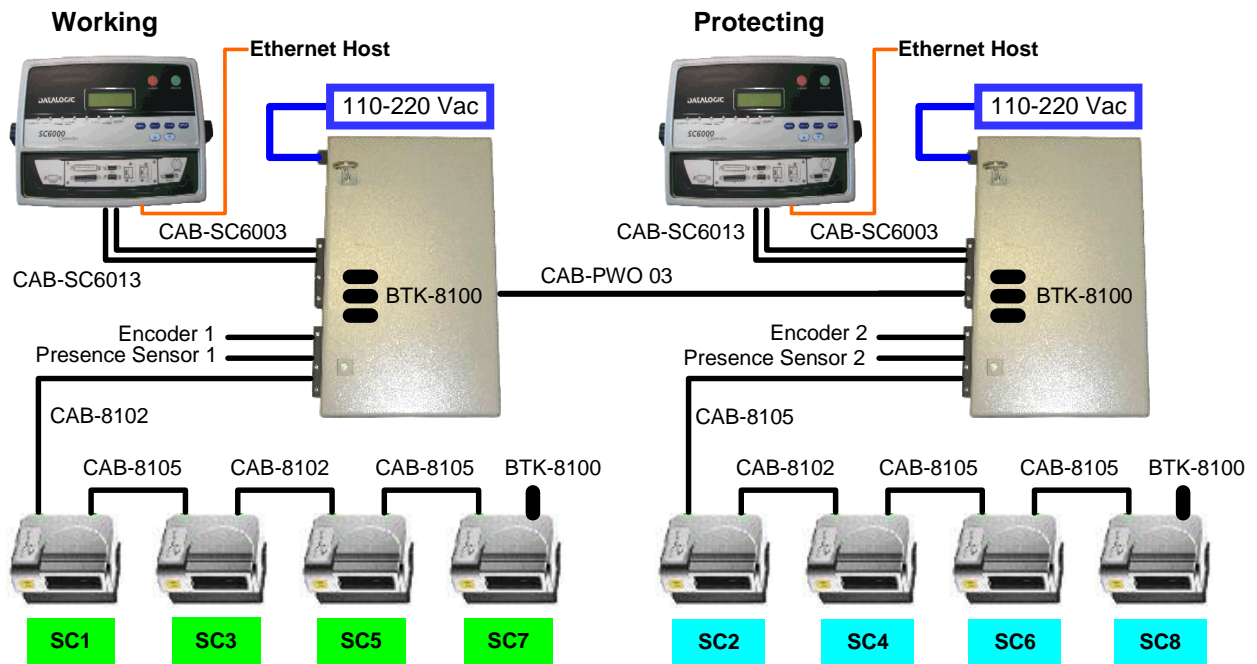 Working
Protecting
Ethernet Host
Ethernet Host
110-220 Vac
110-220 Vac
DATALOGIC
SC6000
DATALOGIC
SC6000
CAB-SC6003
CAB-SC6013
CAB-SC6013
CAB-SC6003
CAB-PWO 03
BTK-8100
BTK-8100
Encoder 1
Presence Sensor 1
Encoder 2
Presence Sensor 2
CAB-8102
CAB-8105
CAB-8105
CAB-8102
CAB-8105
BTK-8100
CAB-8102
CAB-8105
CAB-8105
BTK-8100
SC1
SC3
SC5
SC7
SC2
SC4
SC6
SC8